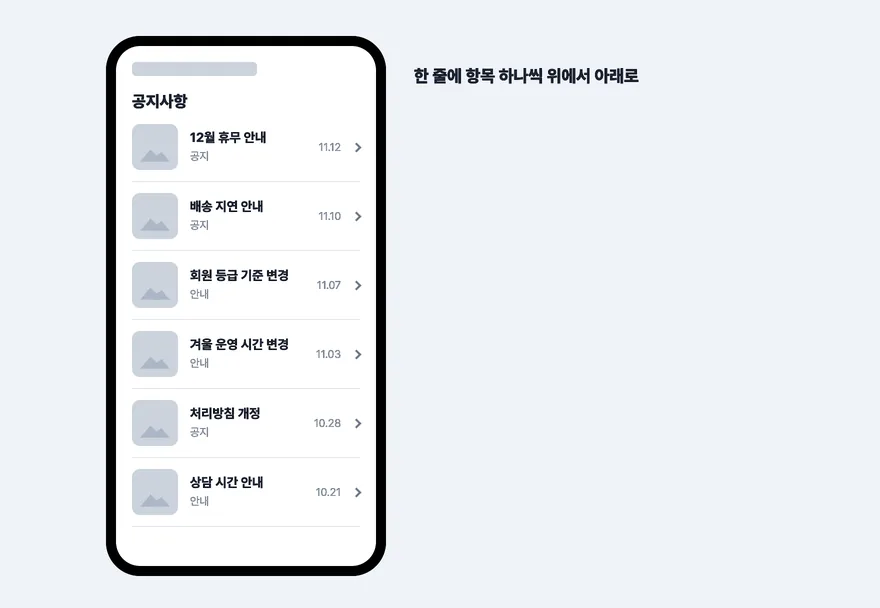 공지사항
12월 휴무 안내
공지
11.12
배송 지연 안내
공지
11.10
회원 등급 기준 변경
안내
11.07
겨울 운영 시간 변경
안내
11.03
처리방침 개정
공지
10.28
상담 시간 안내
안내
10.21
한 줄에 항목 하나씩 위에서 아래로